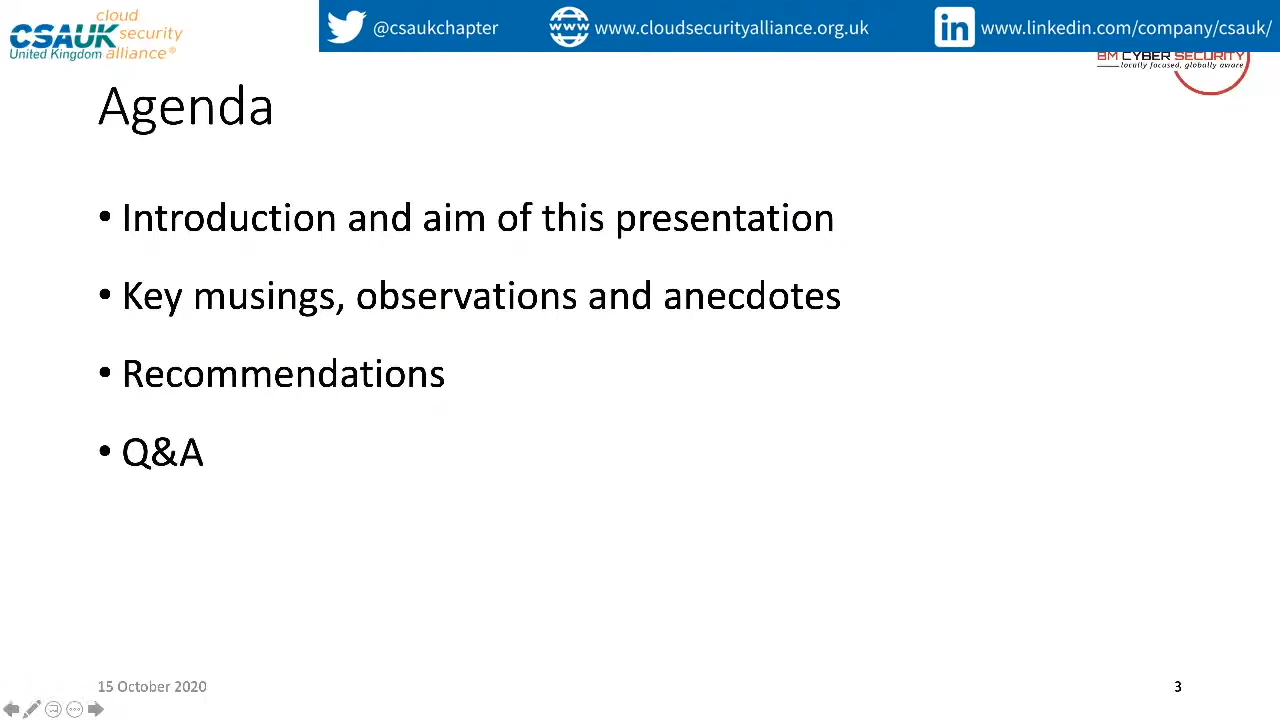 cloud
CSAUK security
United Kingdom alliance®
@csaukchapter
www.cloudsecurityalliance.org.uk
in www.linkedin.com/company/csauk/
BM CYBER SECURITY
locally focused, globally aware
Agenda
• Introduction and aim of this presentation
• Key musings, observations and anecdotes
• Recommendations
• Q&A
15 October 2020
3